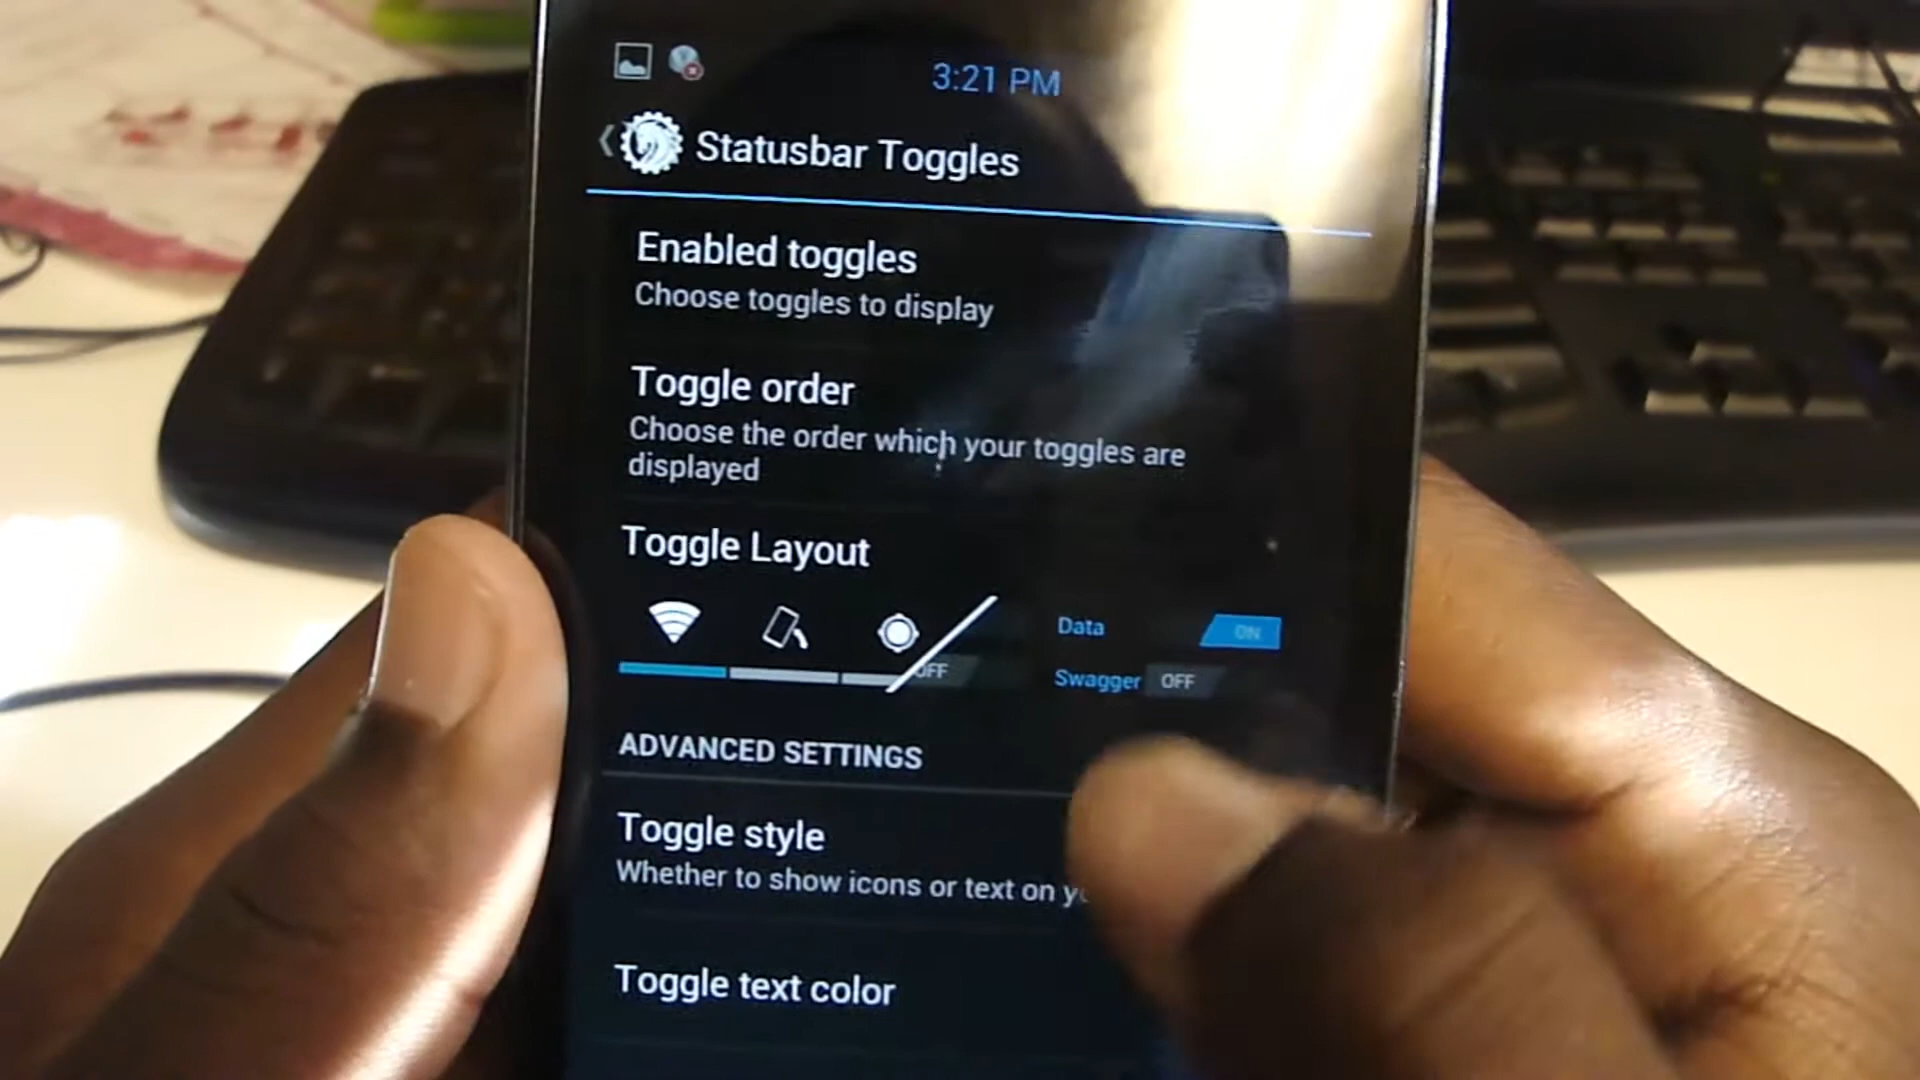 3:21 PM
Statusbar Toggles
Enabled toggles
Choose toggles to display
Toggle order
Choose the order which your toggles are
displayed
Toggle Layout
Data ON
OFF Swagger OFF
ADVANCED SETTINGS
Toggle style
Whether to show icons or text on
Toggle text color